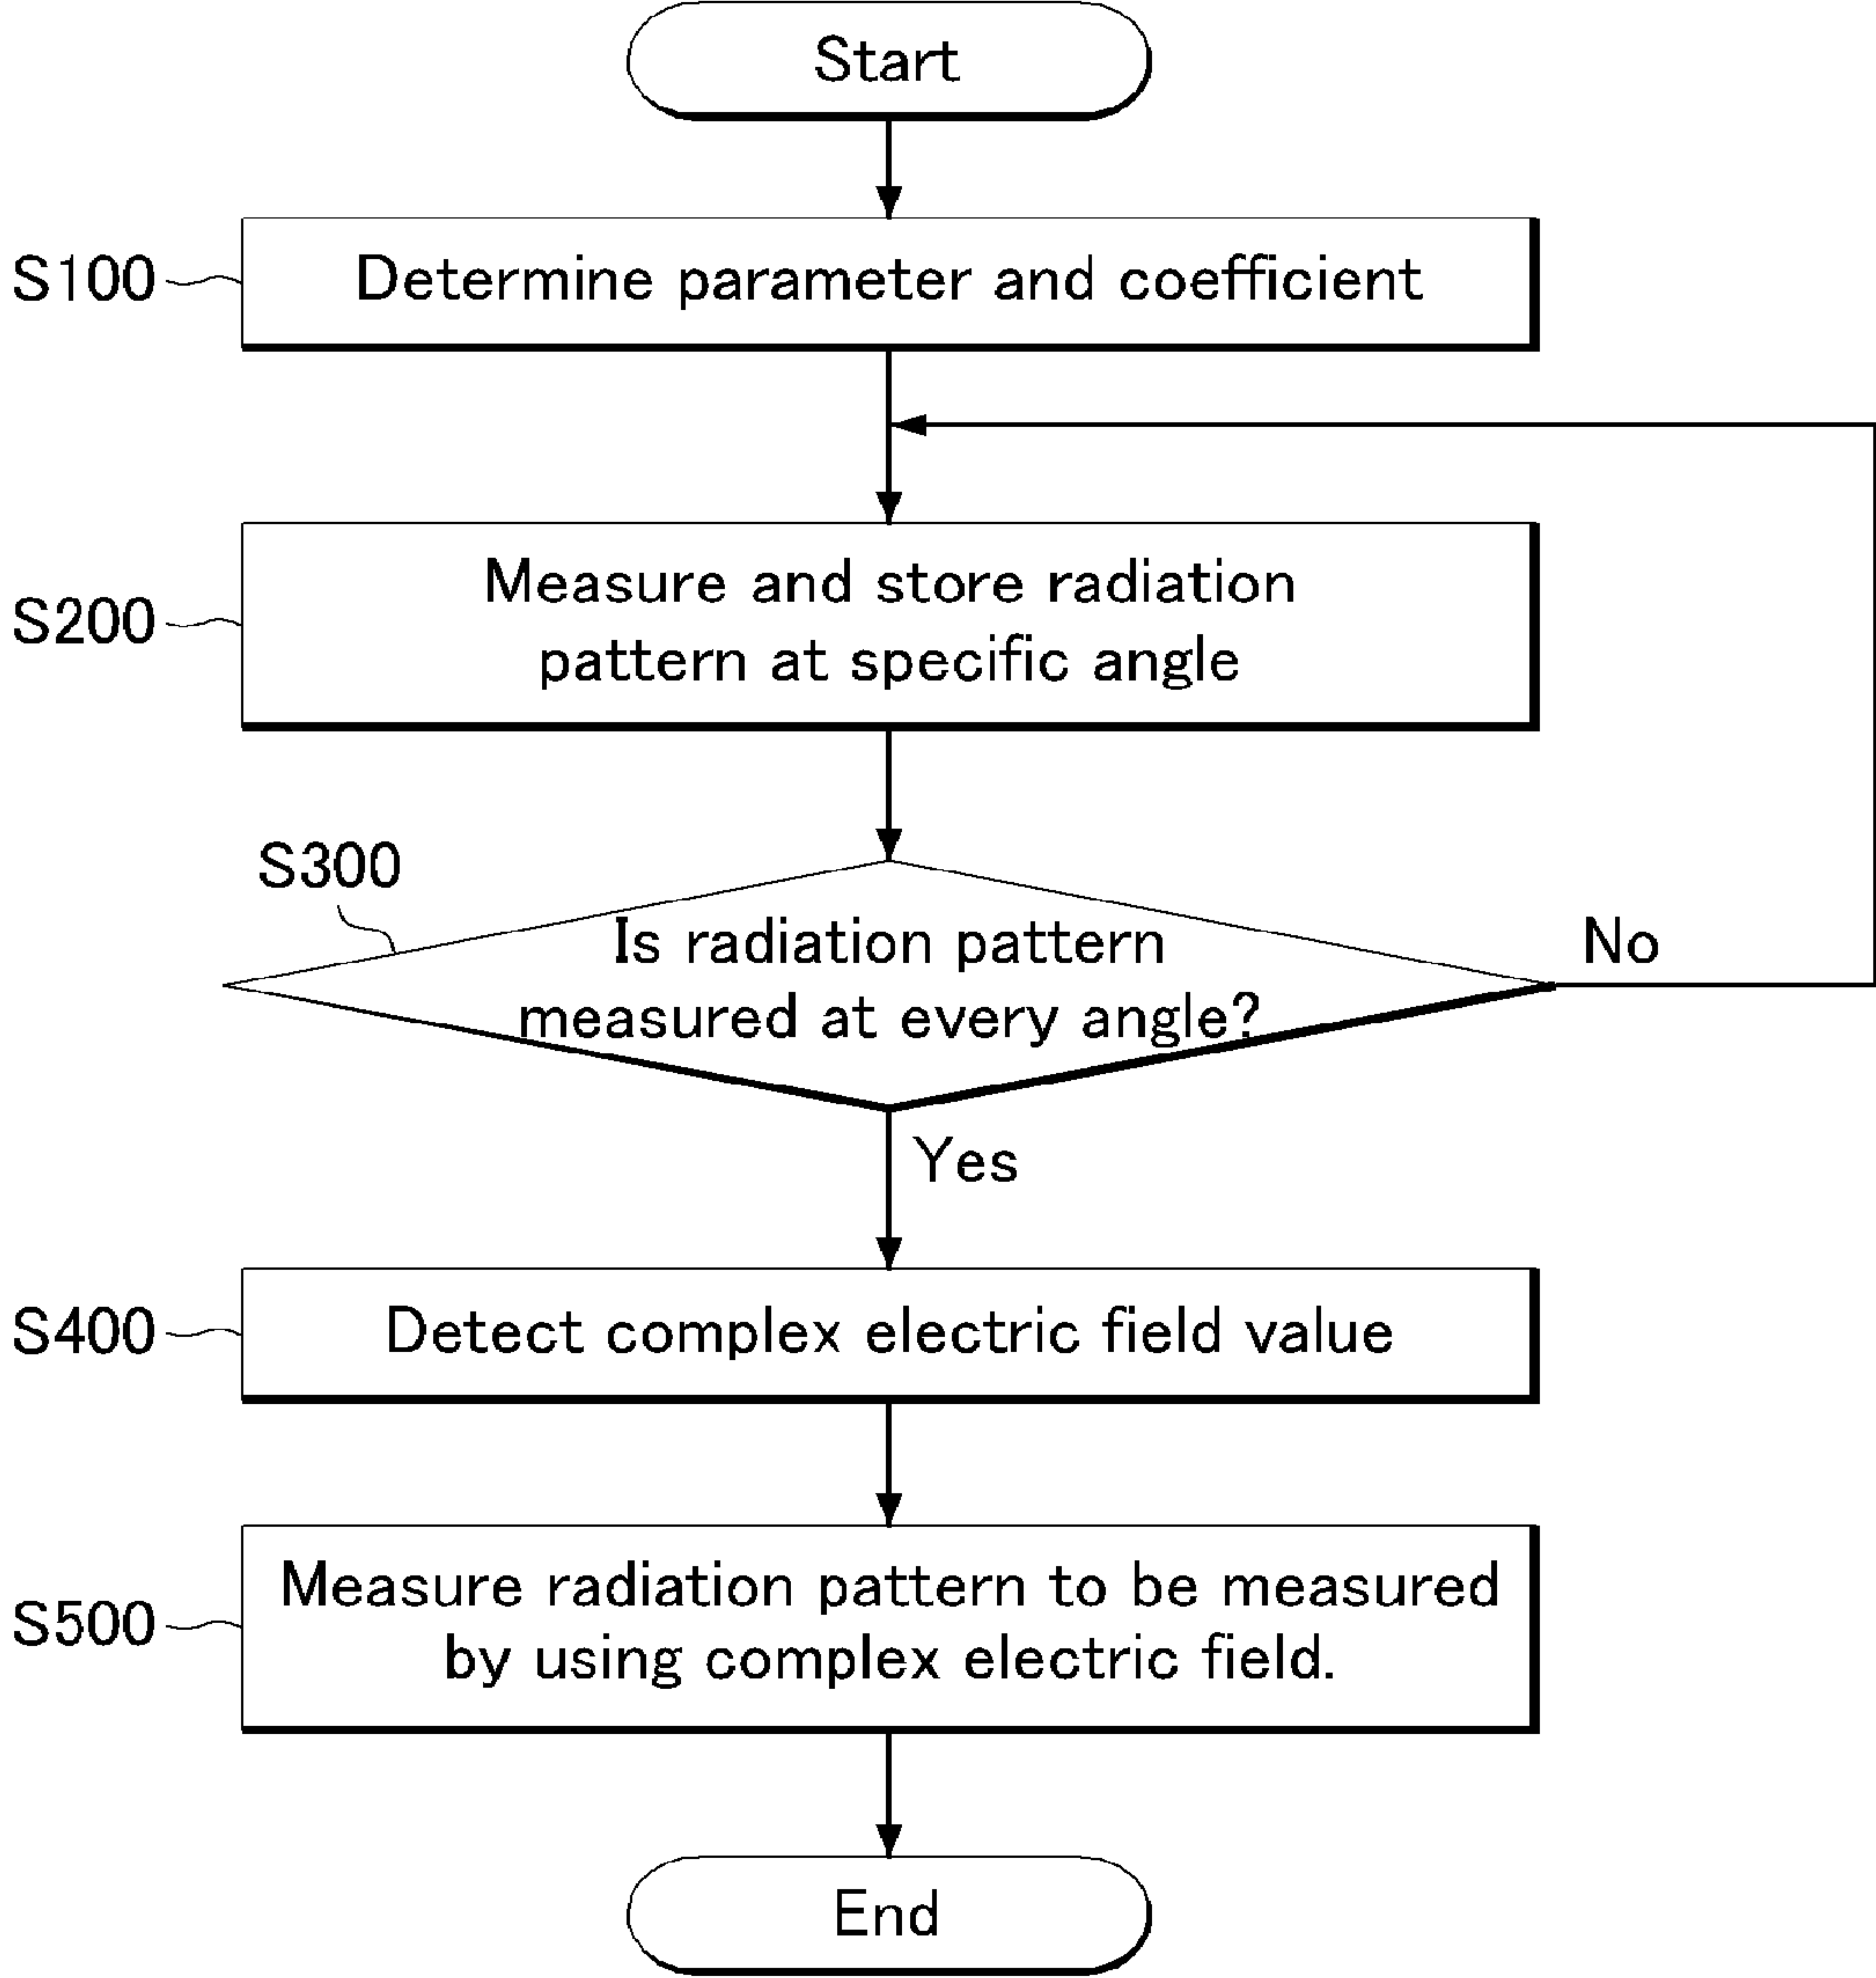 Start
S100
Determine parameter and coefficient
S200
Measure and store radiation
pattern at specific angle
S300
Is radiation pattern
measured at every angle?
No
Yes
S400
Detect complex electric field value
S500
Measure radiation pattern to be measured
by using complex electric field.
End